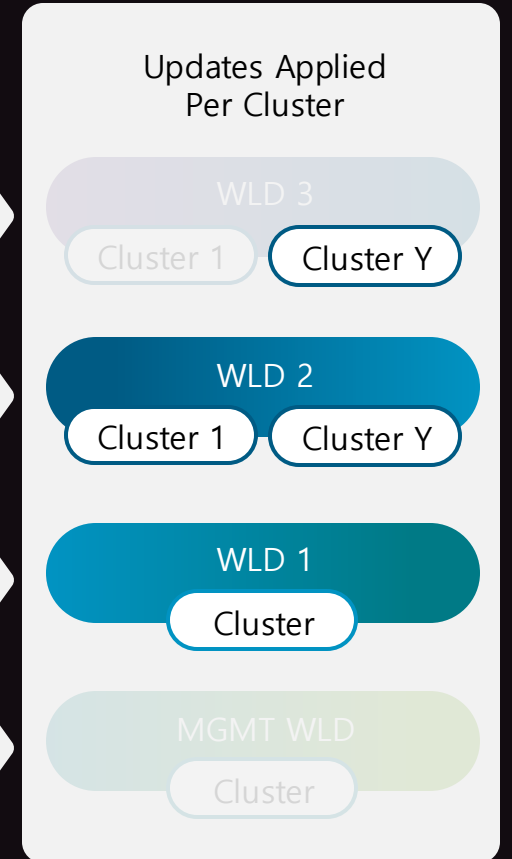 Updates Applied
Per Cluster
WLD 3
Cluster 1 Cluster Y
WLD 2
Cluster 1 Cluster Y
WLD 1
Cluster
MGMT WLD
Cluster